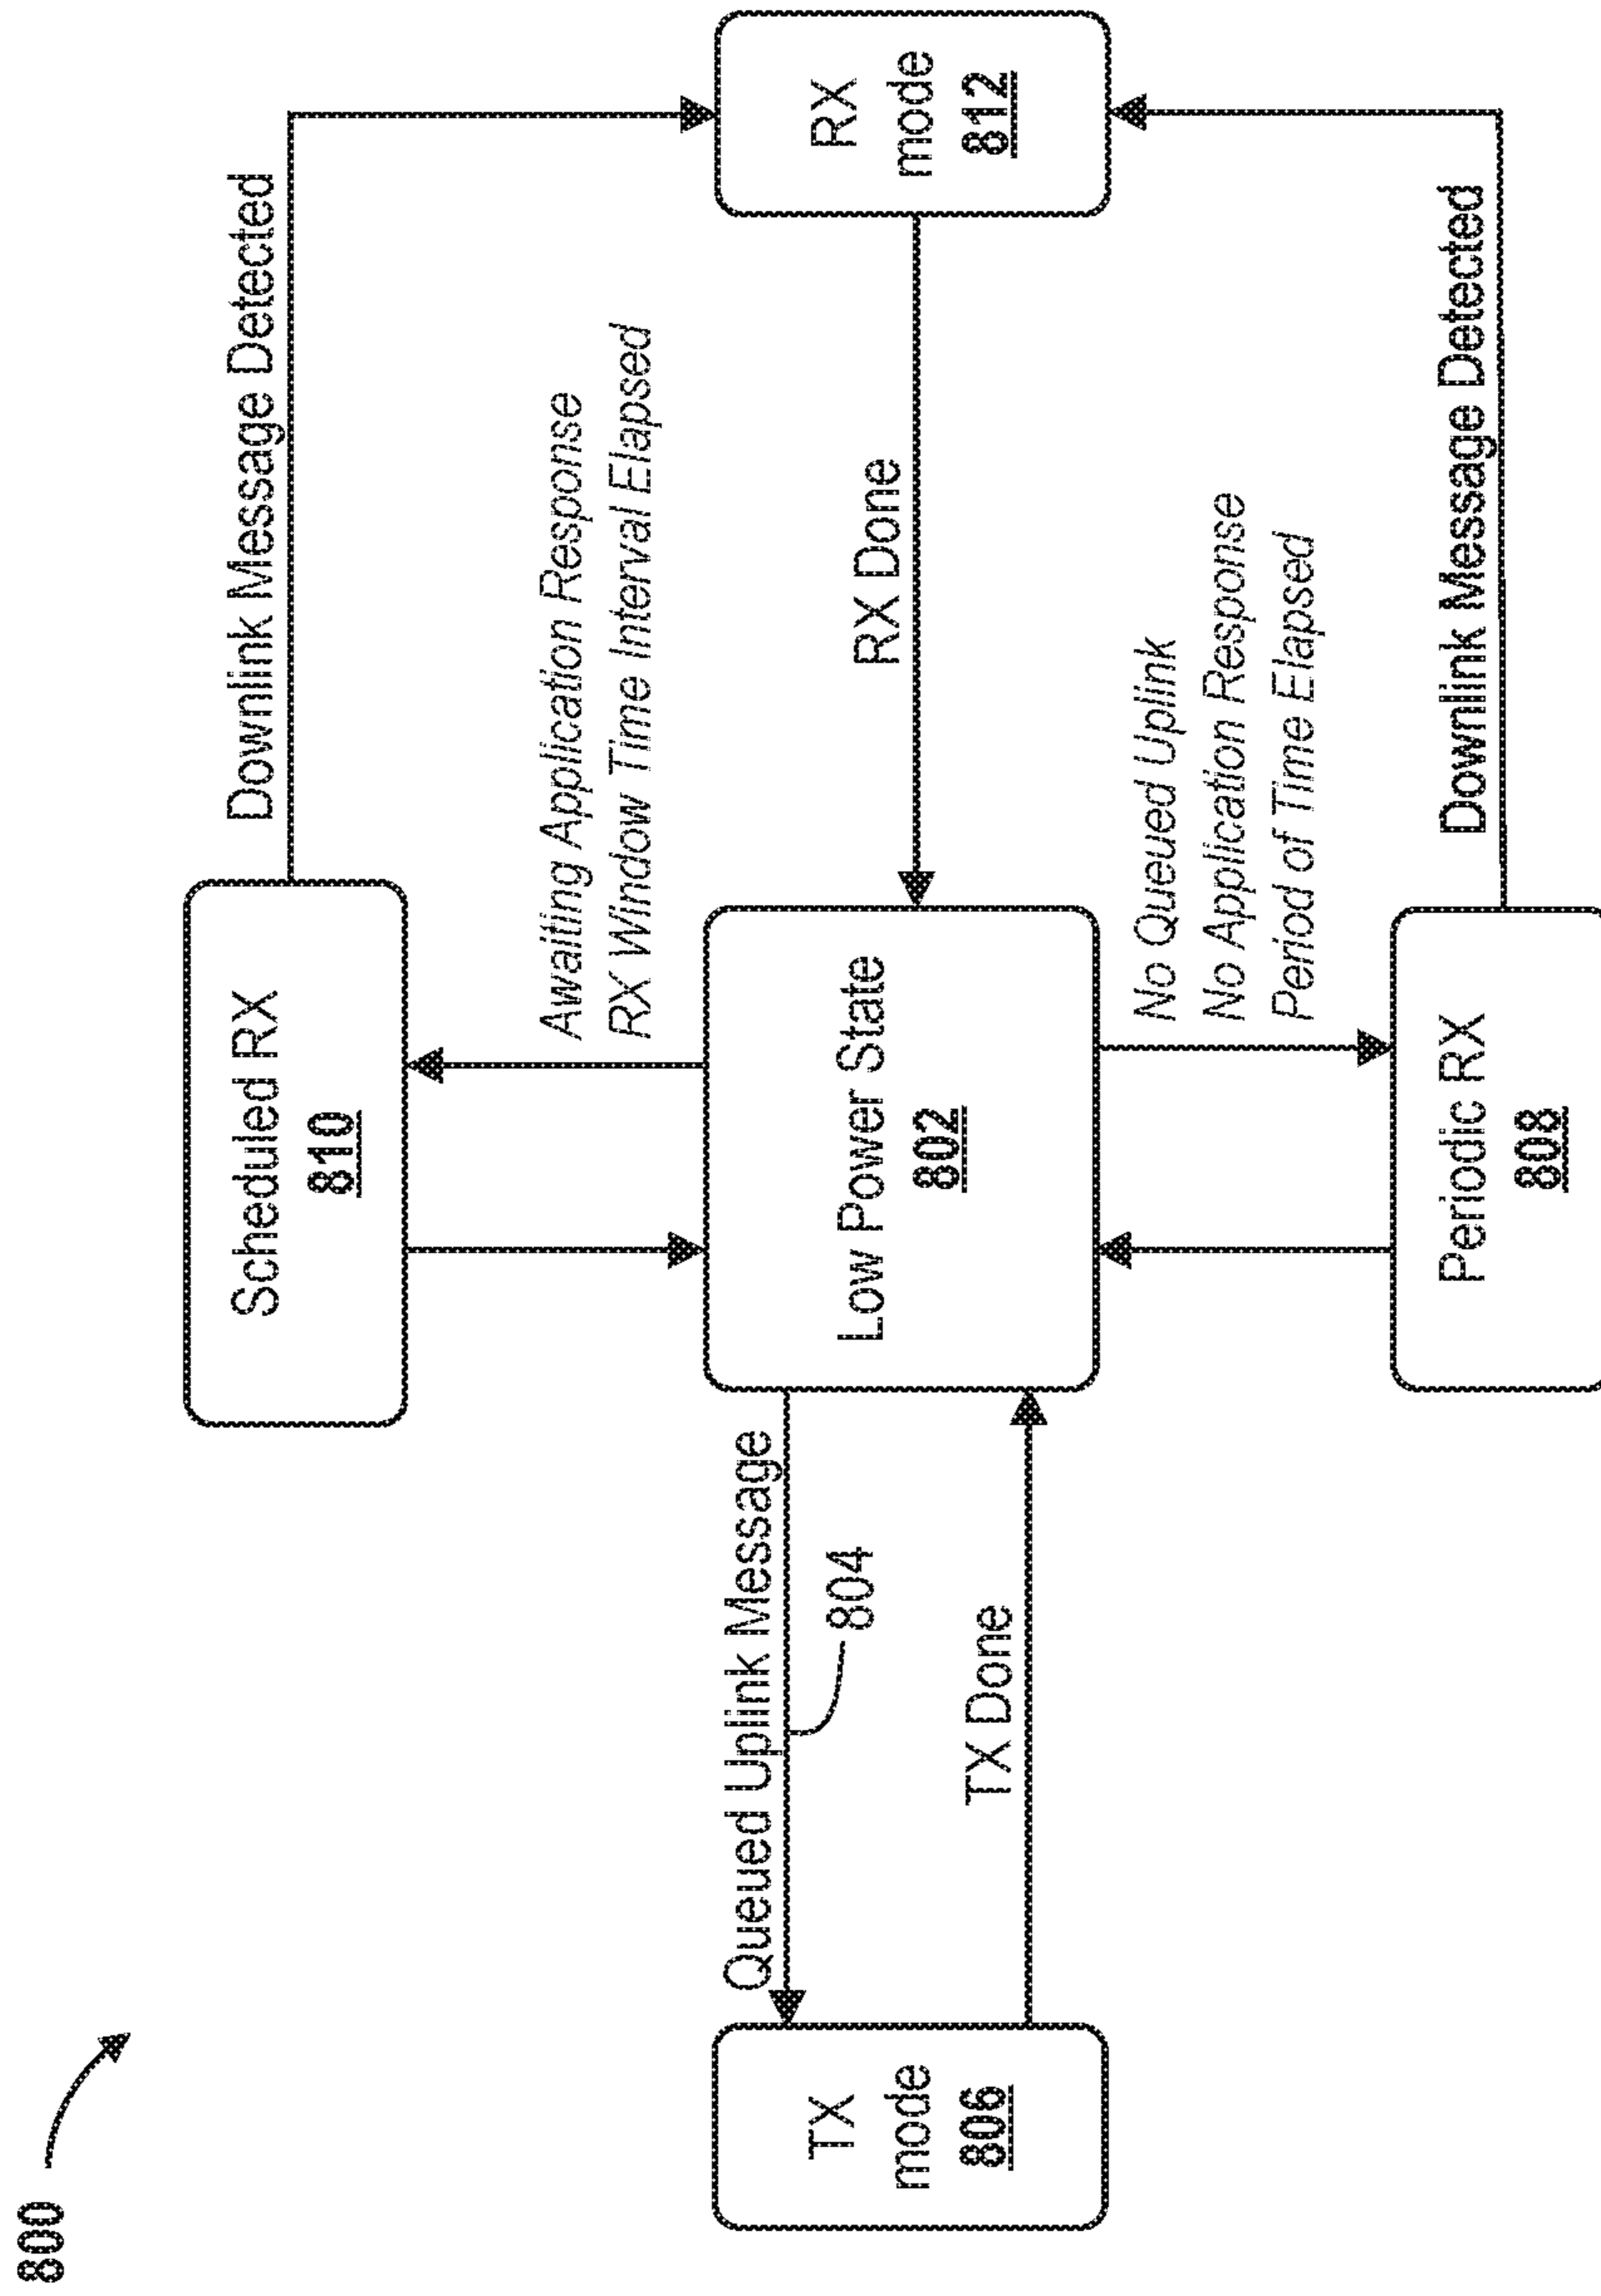 800
Scheduled RX
810
Downlink Message Detected
Awaiting Application Response
RX Window Time Interval Elapsed
Queued Uplink Message
804
TX
mode
806
TX Done
Low Power State
802
RX Done
RX
mode
812
No Queued Uplink
No Application Response
Period of Time Elapsed
Periodic RX
808
Downlink Message Detected